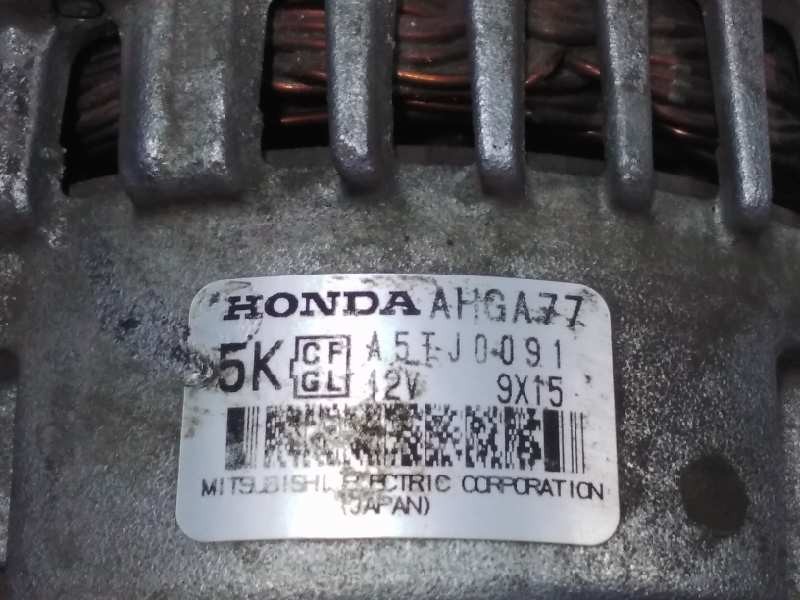 HONDA AHGA77
5K CF A5TJ0091
GL 12V 9X15
MITSUBISHI ELECTRIC CORPORATION
(JAPAN)